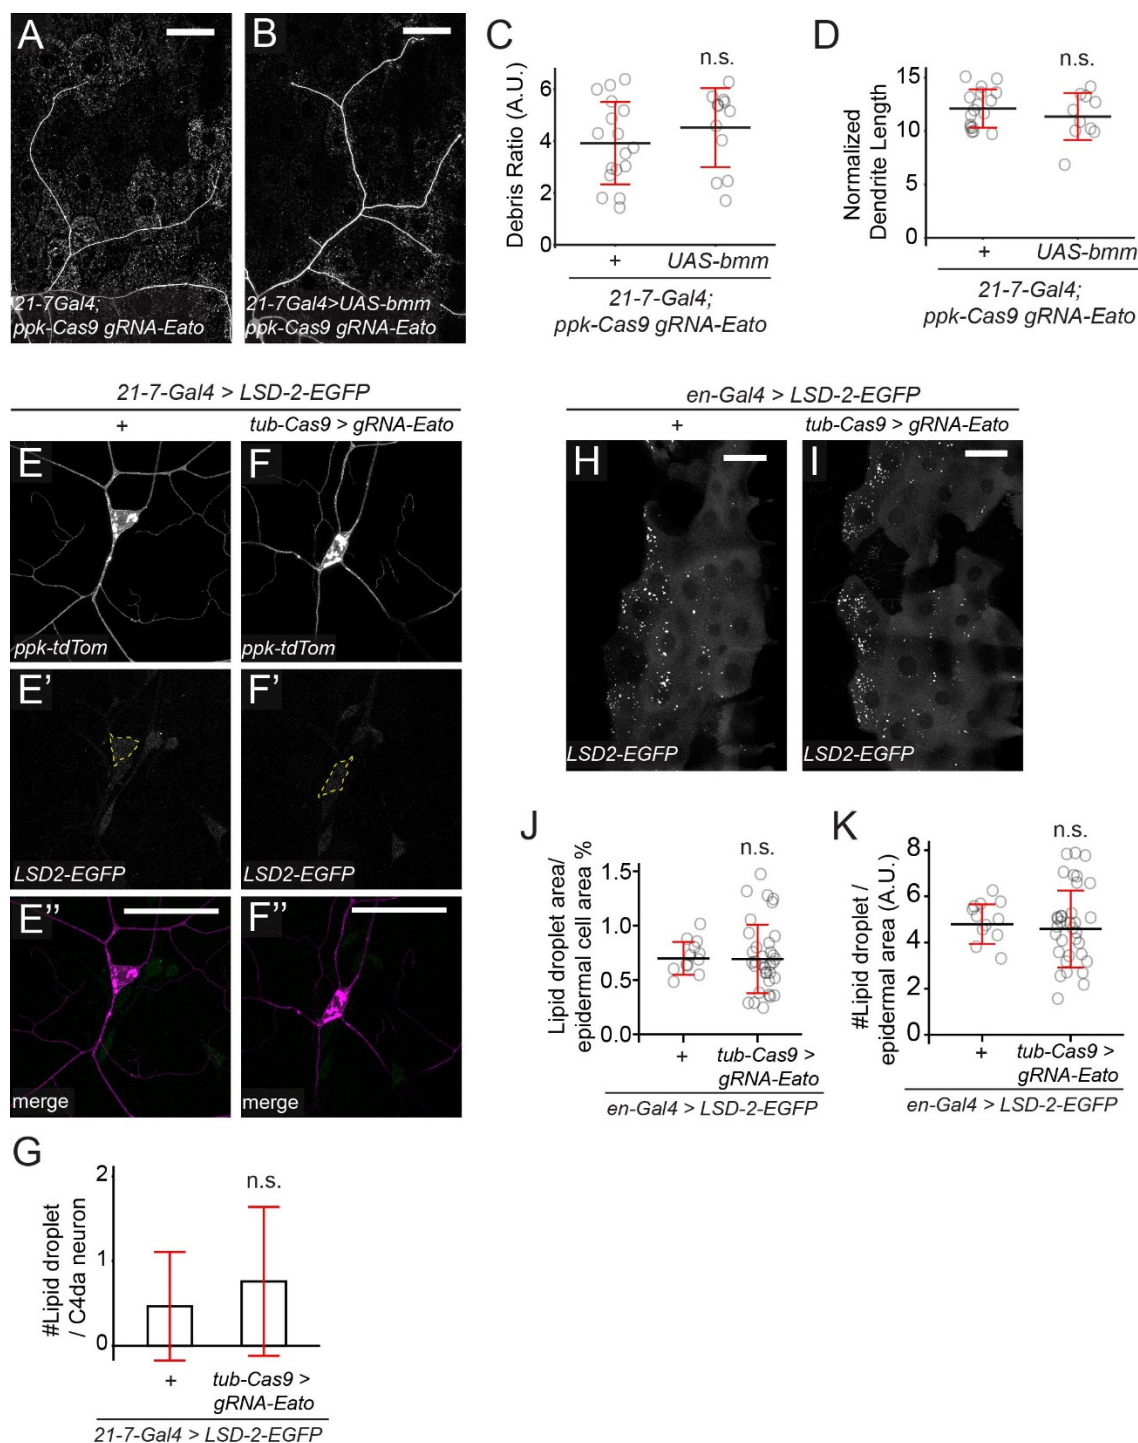 A
21-7Gal4;
ppk-Cas9 gRNA-Eato
B
21-7Gal4>UAS-bmm
ppk-Cas9 gRNA-Eato
C
n.s.
Debris Ratio (A.U.)
6
4
2
0
+ UAS-bmm
21-7-Gal4;
ppk-Cas9 gRNA-Eato
D
n.s.
Normalized
Dendrite Length
15
10
5
0
+ UAS-bmm
21-7-Gal4;
ppk-Cas9 gRNA-Eato
21-7-Gal4 > LSD-2-EGFP
+ tub-Cas9 > gRNA-Eato
E
ppk-tdTom
F
ppk-tdTom
E'
LSD2-EGFP
F'
LSD2-EGFP
E''
merge
F''
merge
en-Gal4 > LSD-2-EGFP
+ tub-Cas9 > gRNA-Eato
H
LSD2-EGFP
I
LSD2-EGFP
J
n.s.
Lipid droplet area/
epidermal cell area %
1.5
1.0
0.5
0.0
+ tub-Cas9 >
gRNA-Eato
en-Gal4 > LSD-2-EGFP
K
n.s.
#Lipid droplet /
epidermal area (A.U.)
8
6
4
2
0
+ tub-Cas9 >
gRNA-Eato
en-Gal4 > LSD-2-EGFP
G
n.s.
#Lipid droplet
/ C4da neuron
2
1
0
+ tub-Cas9 >
gRNA-Eato
21-7-Gal4 > LSD-2-EGFP